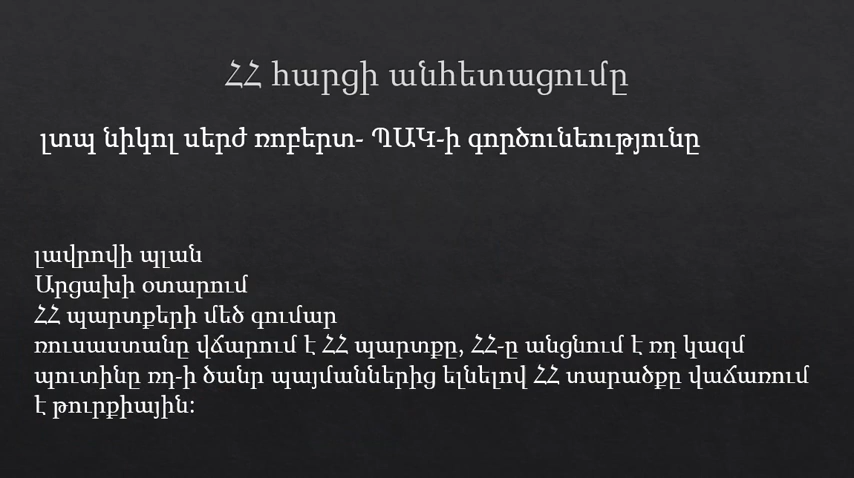 ՀՀ հարցի անհետացումը
լտպ նիկոլ սերժ ռոբերտ- ՊԱԿ-ի գործունեությունը
լավրովի պլան
Արցախի օտարում
ՀՀ պարտքերի մեծ գումար
ռուսաստանը վճարում է ՀՀ պարտքը, ՀՀ-ը անցնում է ռդ կազմ
պուտինը ռդ-ի ծանր պայմաններից ելնելով ՀՀ տարածքը վաճառում
է թուրքիային: